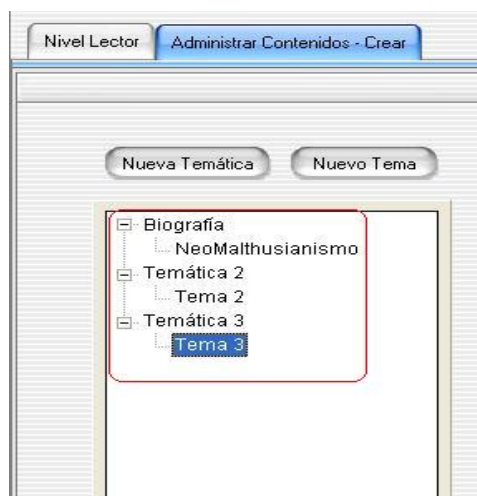 Nivel Lector Administrar Contenidos - Crear
Nueva Temática Nuevo Tema
Biografía
NeoMalthusianismo
Temática 2
Tema 2
Temática 3
Tema 3